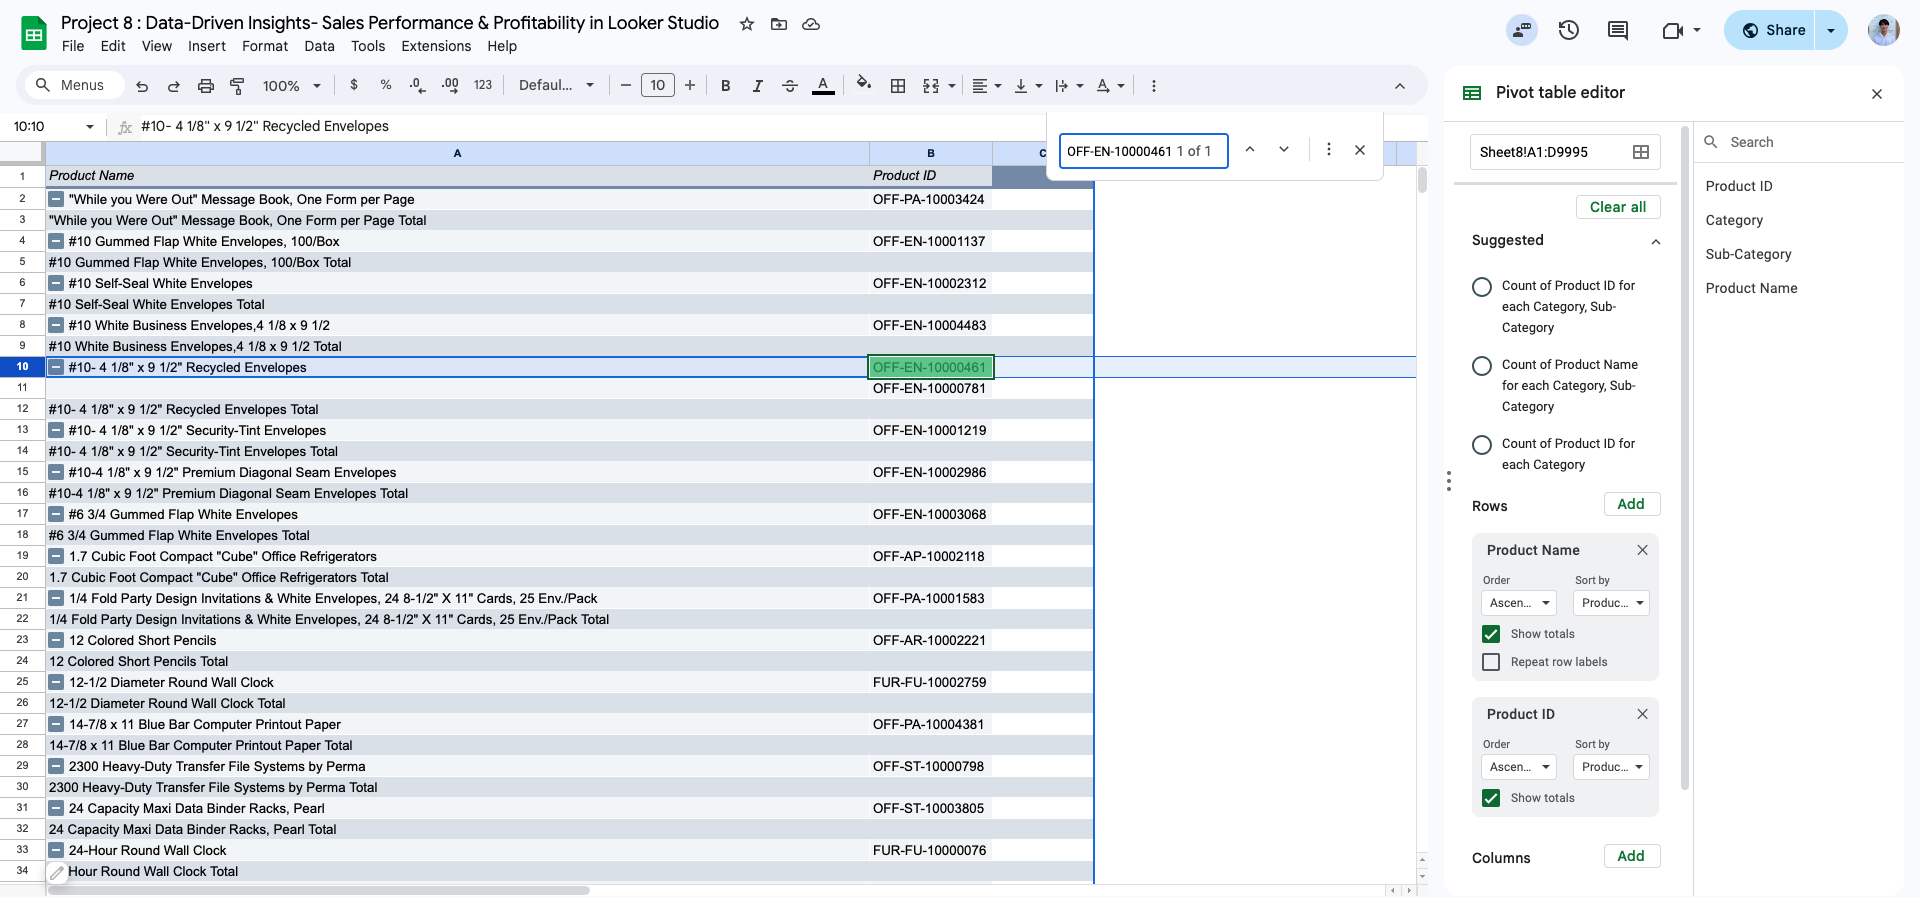 Project 8 : Data-Driven Insights- Sales Performance & Profitability in Looker Studio
File Edit View Insert Format Data Tools Extensions Help
Share
Menus 100% $ % .0 .00 123 Defaul... 10 B I A
10:10 fx #10- 4 1/8" x 9 1/2" Recycled Envelopes
OFF-EN-10000461 1 of 1
A B C
1 Product Name Product ID
2 "While you Were Out" Message Book, One Form per Page OFF-PA-10003424
3 "While you Were Out" Message Book, One Form per Page Total
4 #10 Gummed Flap White Envelopes, 100/Box OFF-EN-10001137
5 #10 Gummed Flap White Envelopes, 100/Box Total
6 #10 Self-Seal White Envelopes OFF-EN-10002312
7 #10 Self-Seal White Envelopes Total
8 #10 White Business Envelopes,4 1/8 x 9 1/2 OFF-EN-10004483
9 #10 White Business Envelopes,4 1/8 x 9 1/2 Total
10 #10- 4 1/8" x 9 1/2" Recycled Envelopes OFF-EN-10000461
11 OFF-EN-10000781
12 #10- 4 1/8" x 9 1/2" Recycled Envelopes Total
13 #10- 4 1/8" x 9 1/2" Security-Tint Envelopes OFF-EN-10001219
14 #10- 4 1/8" x 9 1/2" Security-Tint Envelopes Total
15 #10-4 1/8" x 9 1/2" Premium Diagonal Seam Envelopes OFF-EN-10002986
16 #10-4 1/8" x 9 1/2" Premium Diagonal Seam Envelopes Total
17 #6 3/4 Gummed Flap White Envelopes OFF-EN-10003068
18 #6 3/4 Gummed Flap White Envelopes Total
19 1.7 Cubic Foot Compact "Cube" Office Refrigerators OFF-AP-10002118
20 1.7 Cubic Foot Compact "Cube" Office Refrigerators Total
21 1/4 Fold Party Design Invitations & White Envelopes, 24 8-1/2" X 11" Cards, 25 Env./Pack OFF-PA-10001583
22 1/4 Fold Party Design Invitations & White Envelopes, 24 8-1/2" X 11" Cards, 25 Env./Pack Total
23 12 Colored Short Pencils OFF-AR-10002221
24 12 Colored Short Pencils Total
25 12-1/2 Diameter Round Wall Clock FUR-FU-10002759
26 12-1/2 Diameter Round Wall Clock Total
27 14-7/8 x 11 Blue Bar Computer Printout Paper OFF-PA-10004381
28 14-7/8 x 11 Blue Bar Computer Printout Paper Total
29 2300 Heavy-Duty Transfer File Systems by Perma OFF-ST-10000798
30 2300 Heavy-Duty Transfer File Systems by Perma Total
31 24 Capacity Maxi Data Binder Racks, Pearl OFF-ST-10003805
32 24 Capacity Maxi Data Binder Racks, Pearl Total
33 24-Hour Round Wall Clock FUR-FU-10000076
34 Hour Round Wall Clock Total
Pivot table editor
Sheet8!A1:D9995
Clear all
Suggested
Count of Product ID for
each Category, Sub-
Category
Count of Product Name
for each Category, Sub-
Category
Count of Product ID for
each Category
Rows Add
Product Name
Order Sort by
Ascen... Produc...
Show totals
Repeat row labels
Product ID
Order Sort by
Ascen... Produc...
Show totals
Columns Add
Search
Product ID
Category
Sub-Category
Product Name